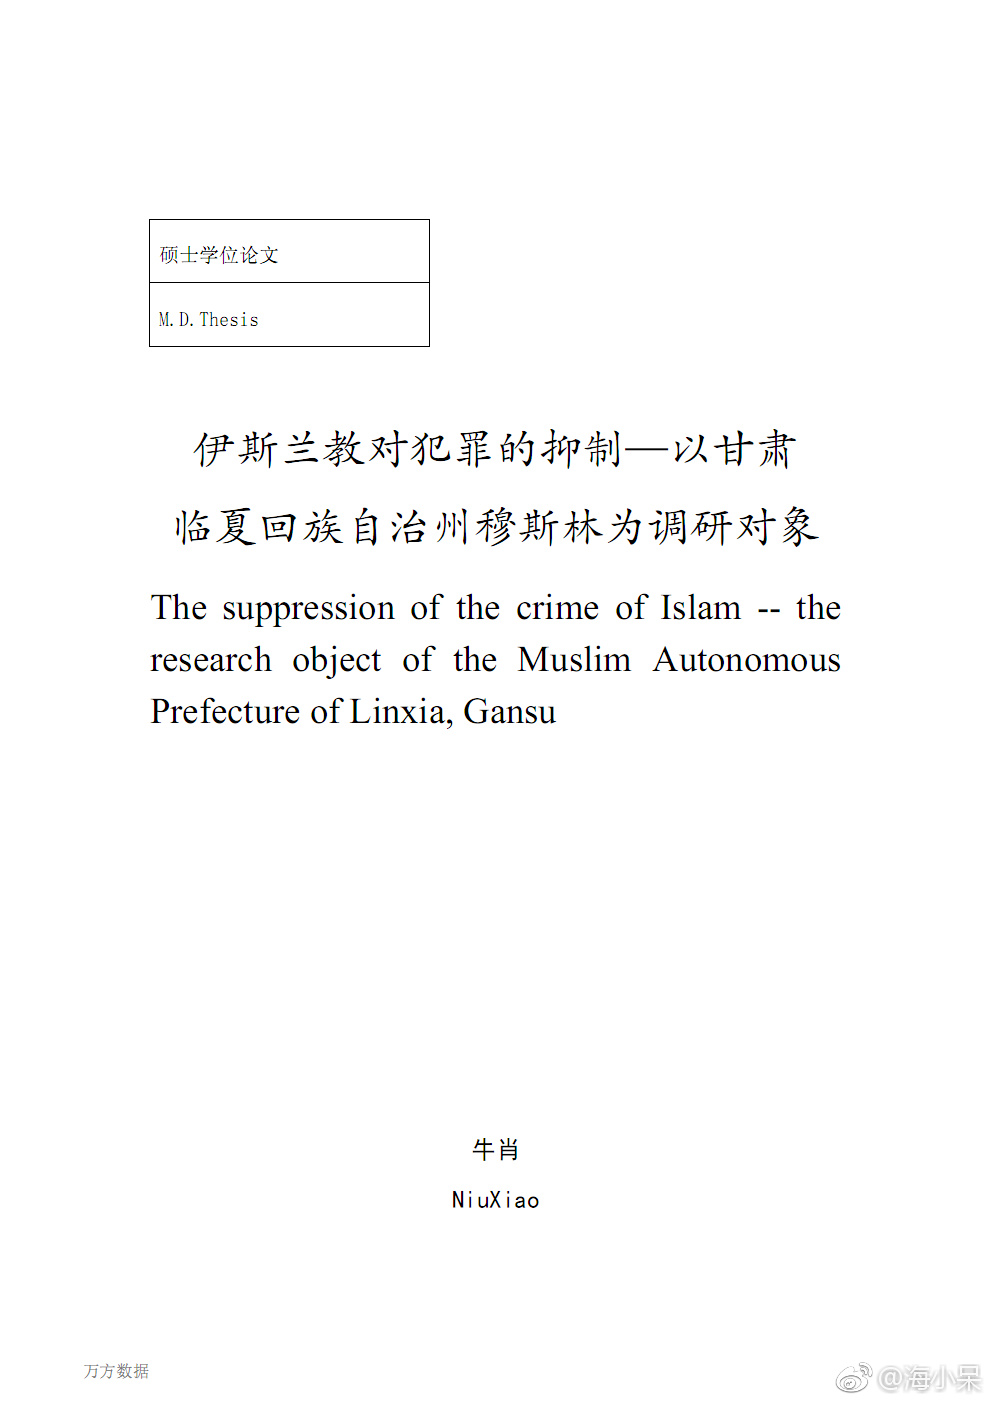 硕士学位论文
M.D.Thesis
伊斯兰教对犯罪的抑制—以甘肃
临夏回族自治州穆斯林为调研对象
The suppression of the crime of Islam -- the
research object of the Muslim Autonomous
Prefecture of Linxia, Gansu
牛肖
NiuXiao
万方数据
@海小呆